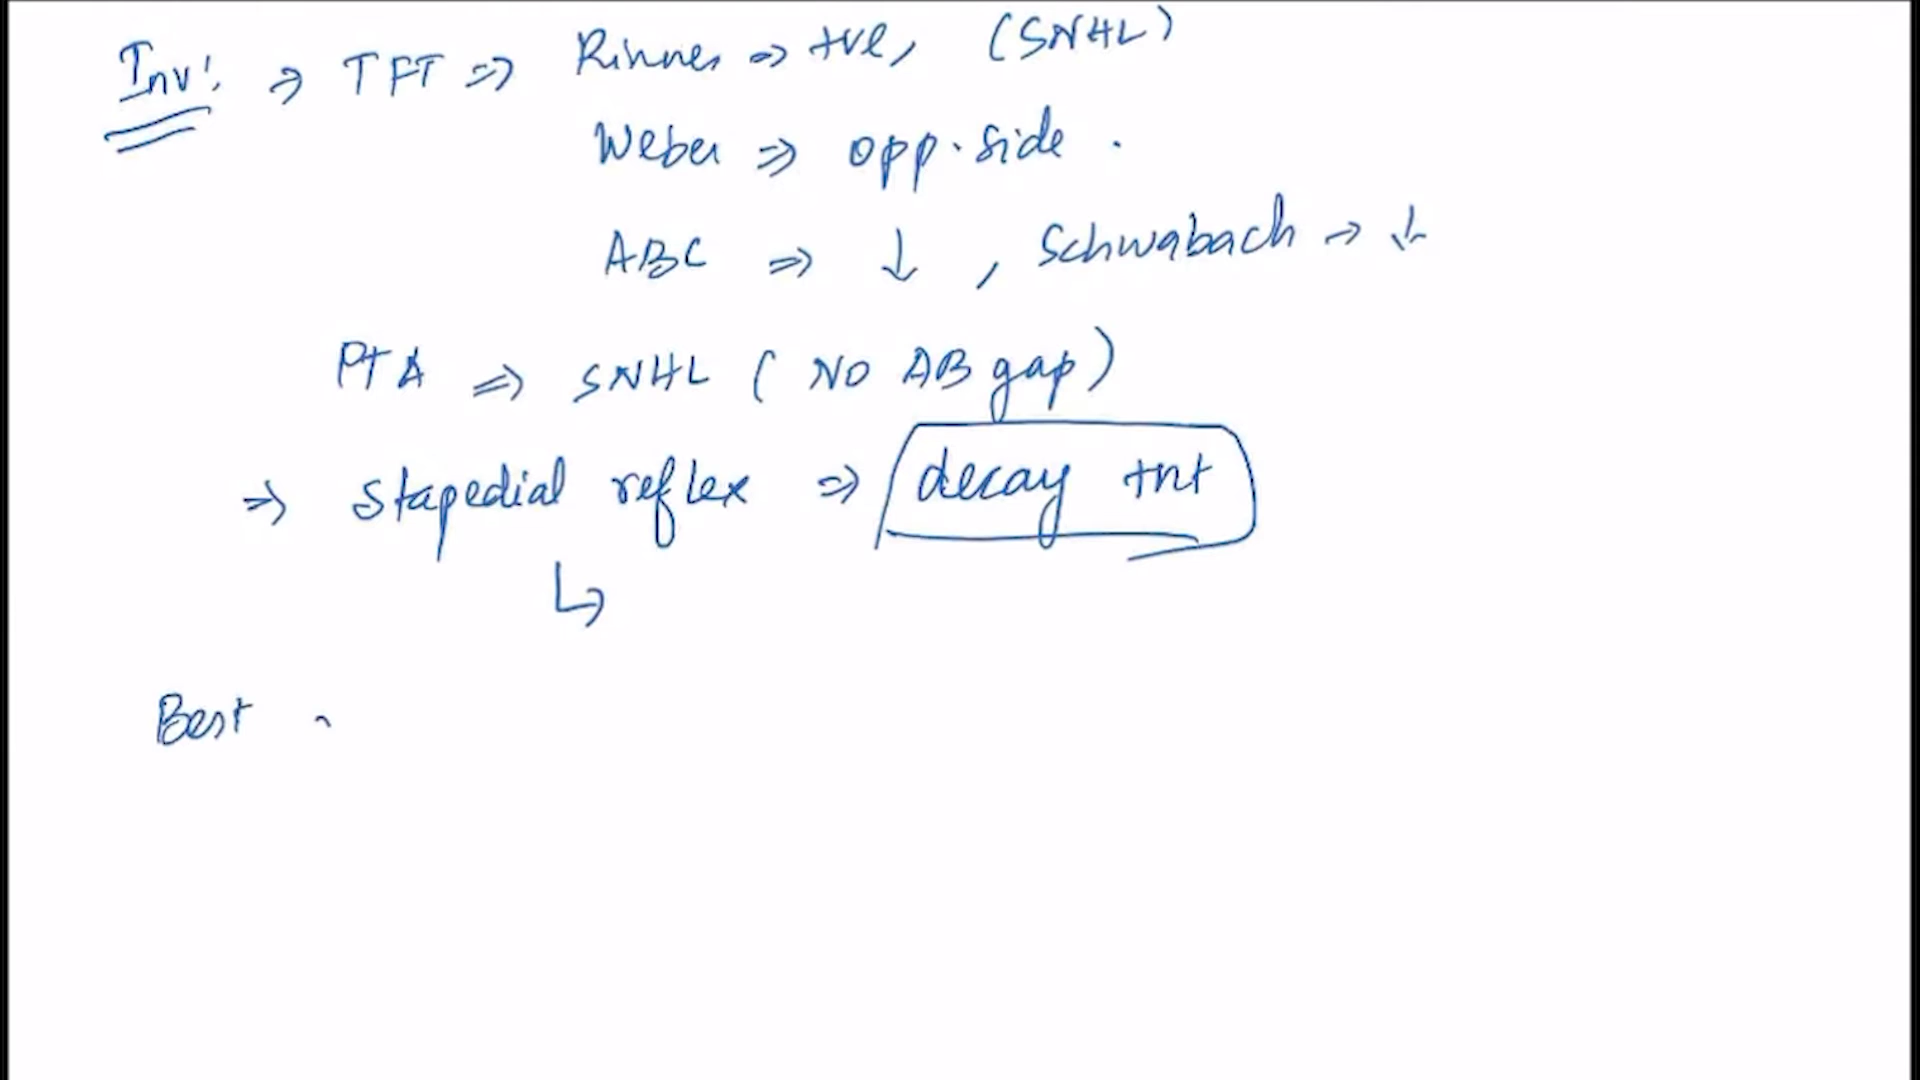 Inv: ⇒ TFT ⇒ Rinnes ⇒ +ve, (SNHL)
Weber ⇒ opp. side .
ABC ⇒ ↓ , Schwabach → ↓
PTA ⇒ SNHL ( NO AB gap)
⇒ stapedial reflex ⇒ decay tnt
↳
Best